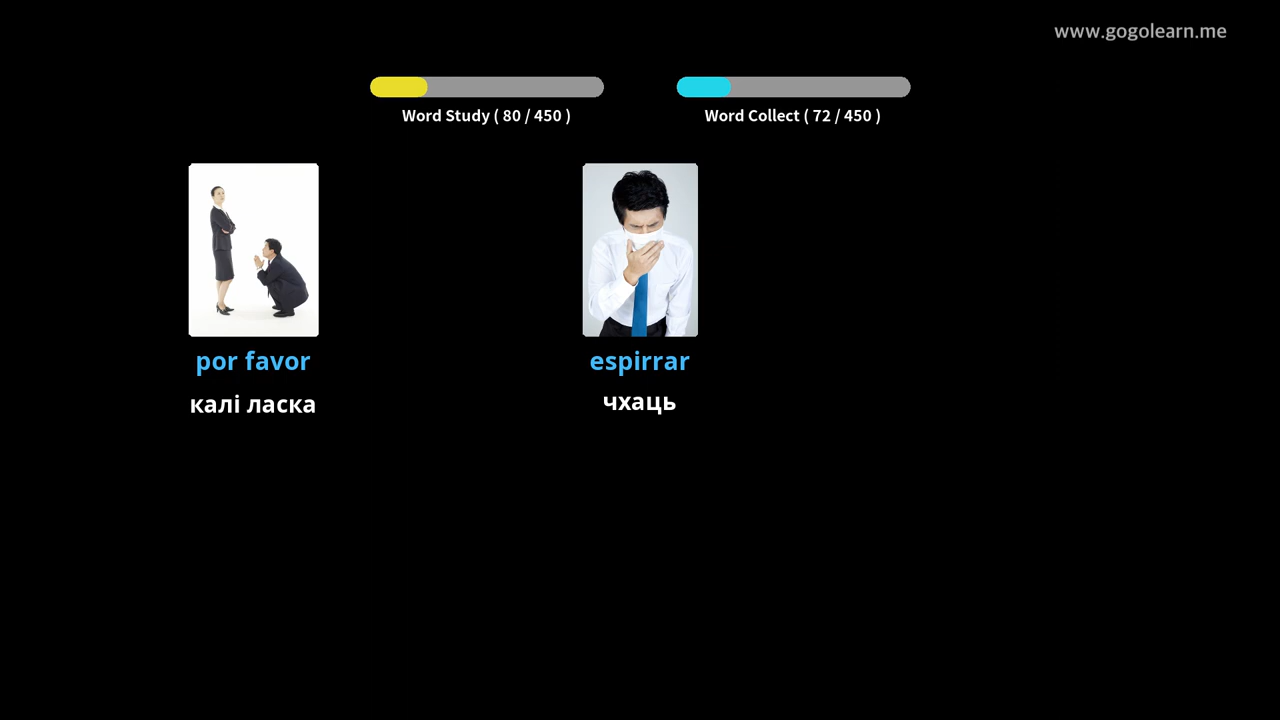 www.gogolearn.me
Word Study ( 80 / 450 )
Word Collect ( 72 / 450 )
por favor
espirrar
калі ласка
чхаць